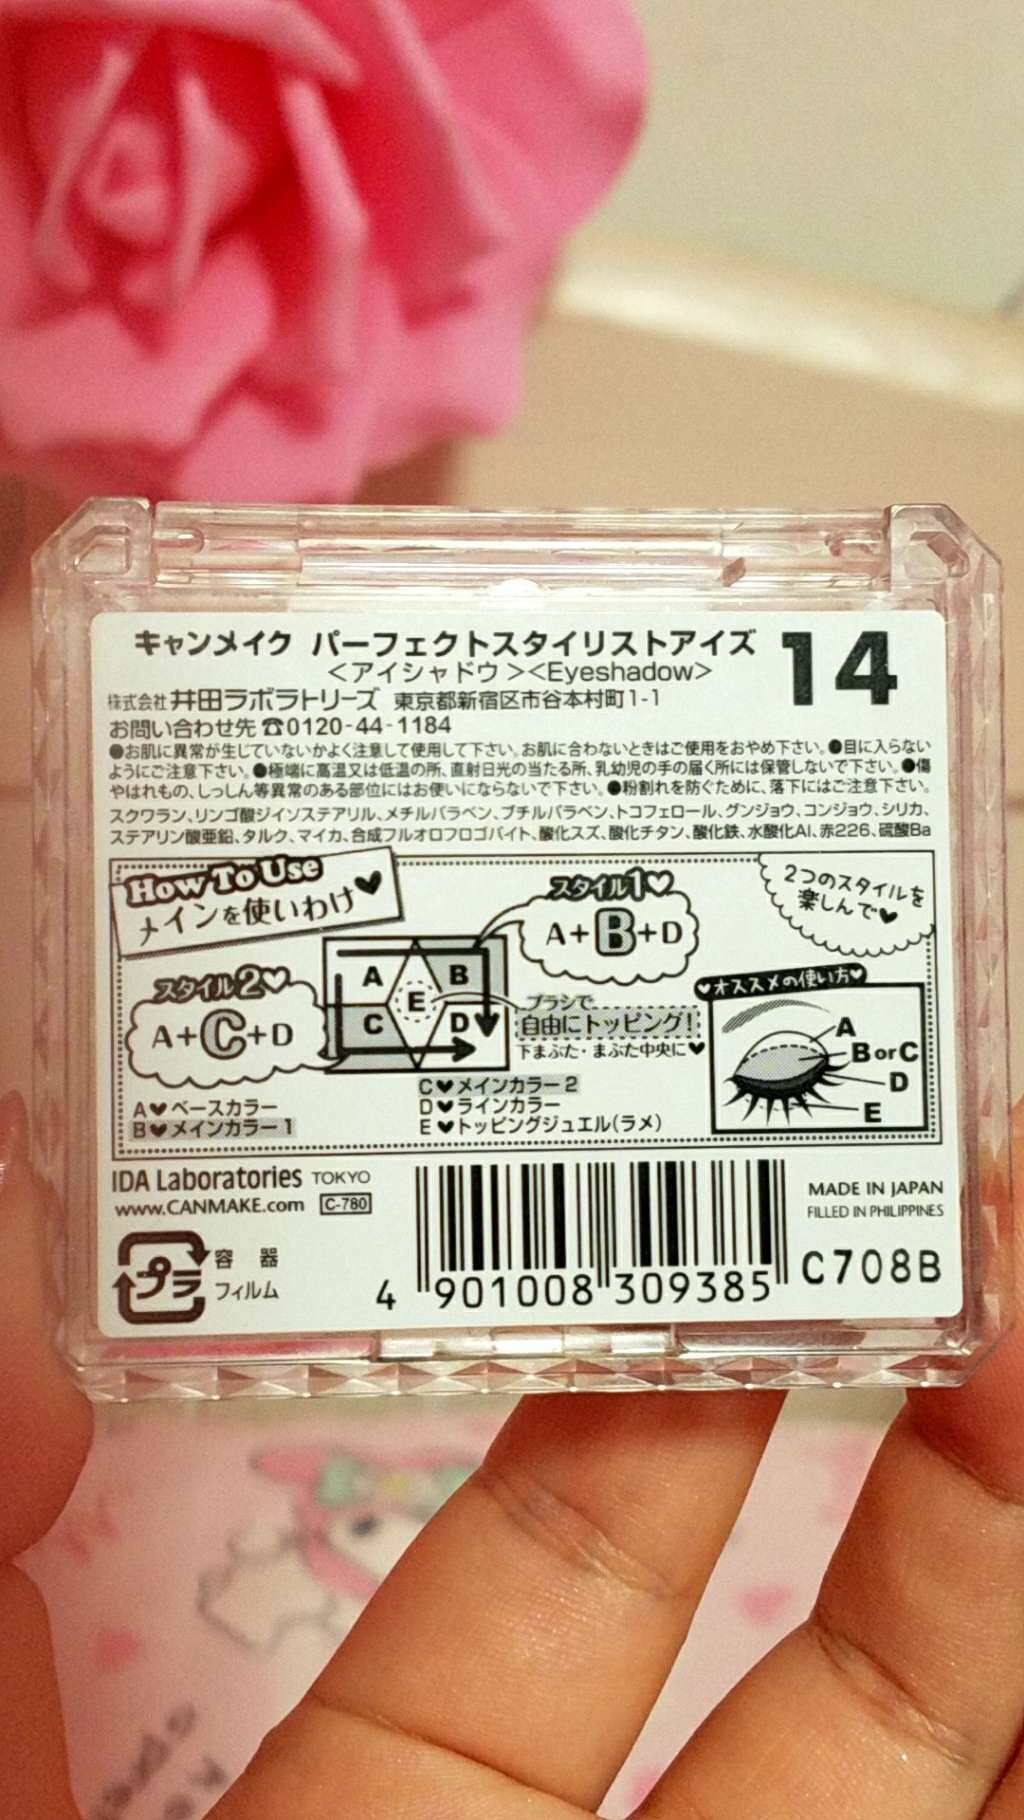 キャンメイク パーフェクトスタイリストアイズ 14
＜アイシャドウ＞＜Eyeshadow＞
株式会社 井田ラボラトリーズ 東京都新宿区市谷本村町1-1
お問い合わせ先☎0120-44-1184
●お肌に異常が生じていないかよく注意して使用して下さい。お肌に合わないときはご使用をおやめ下さい。●目に入らない
ようにご注意下さい。●極端に高温又は低温の所、直射日光の当たる所、乳幼児の手の届く所には保管しないで下さい。●傷
やはれもの、しっしん等異常のある部位にはお使いにならないで下さい。●粉割れを防ぐために、落下にはご注意下さい。
スクワラン、リンゴ酸ジイソステアリル、メチルパラベン、ブチルパラベン、トコフェロール、グンジョウ、コンジョウ、シリカ、
ステアリン酸亜鉛、タルク、マイカ、合成フルオロフロゴパイト、酸化スズ、酸化チタン、酸化鉄、水酸化Al、赤226、硫酸Ba
How To Use
メインを使いわけ♥
スタイル1♡
A+B+D
2つのスタイルを
楽しんで♥
スタイル2♡
A+C+D
A
B
E
C
D
ブラシで
自由にトッピング!
下まぶた・まぶた中央に♥
♥オススメの使い方♥
A
B or C
D
E
A♥ベースカラー
B♥メインカラー1
C♥メインカラー2
D♥ラインカラー
E♥トッピングジュエル(ラメ)
IDA Laboratories TOKYO
www.CANMAKE.com C-780
MADE IN JAPAN
FILLED IN PHILIPPINES
プラ
容器
フィルム
4 901008 309385
C708B